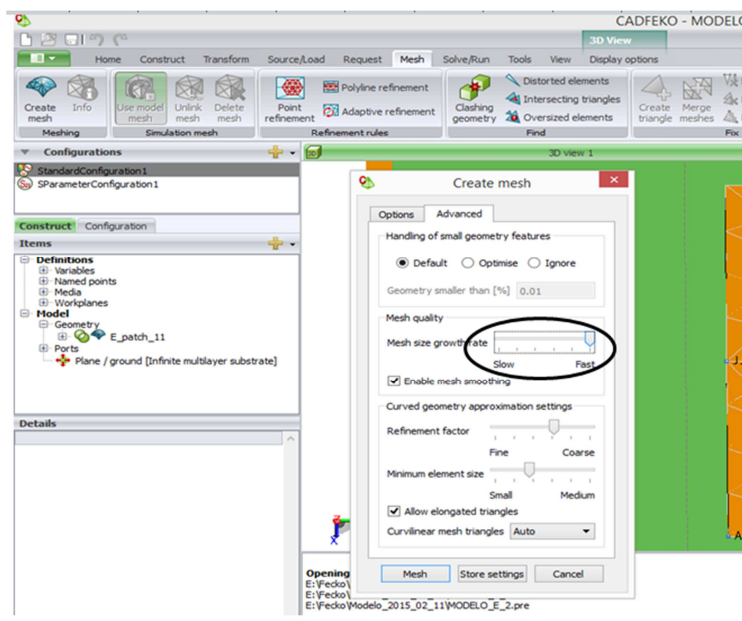 CADFEKO - MODELO
3D View
Home Construct Transform Source/Load Request Mesh Solve/Run Tools View Display options
Create mesh
Info
Use model mesh
Unlink mesh
Delete mesh
Point refinement
Polyline refinement
Adaptive refinement
Clashing geometry
Distorted elements
Intersecting triangles
Oversized elements
Create triangle
Merge meshes
Meshing Simulation mesh Refinement rules Find Fix
Configurations
3D view 1
StandardConfiguration1
SParameterConfiguration1
Construct Configuration
Items
Definitions
Variables
Named points
Media
Workplanes
Model
Geometry
E_patch_11
Ports
Plane / ground [Infinite multilayer substrate]
Details
Create mesh
Options Advanced
Handling of small geometry features
Default Optimise Ignore
Geometry smaller than [%] 0.01
Mesh quality
Mesh size growth rate
Slow Fast
Enable mesh smoothing
Curved geometry approximation settings
Refinement factor
Fine Coarse
Minimum element size
Small Medium
Allow elongated triangles
Curvilinear mesh triangles Auto
Mesh Store settings Cancel
X
Opening
E:\Fecko\
E:\Fecko\
E:\Fecko\Modelo_2015_02_11\MODELO_E_2.pre